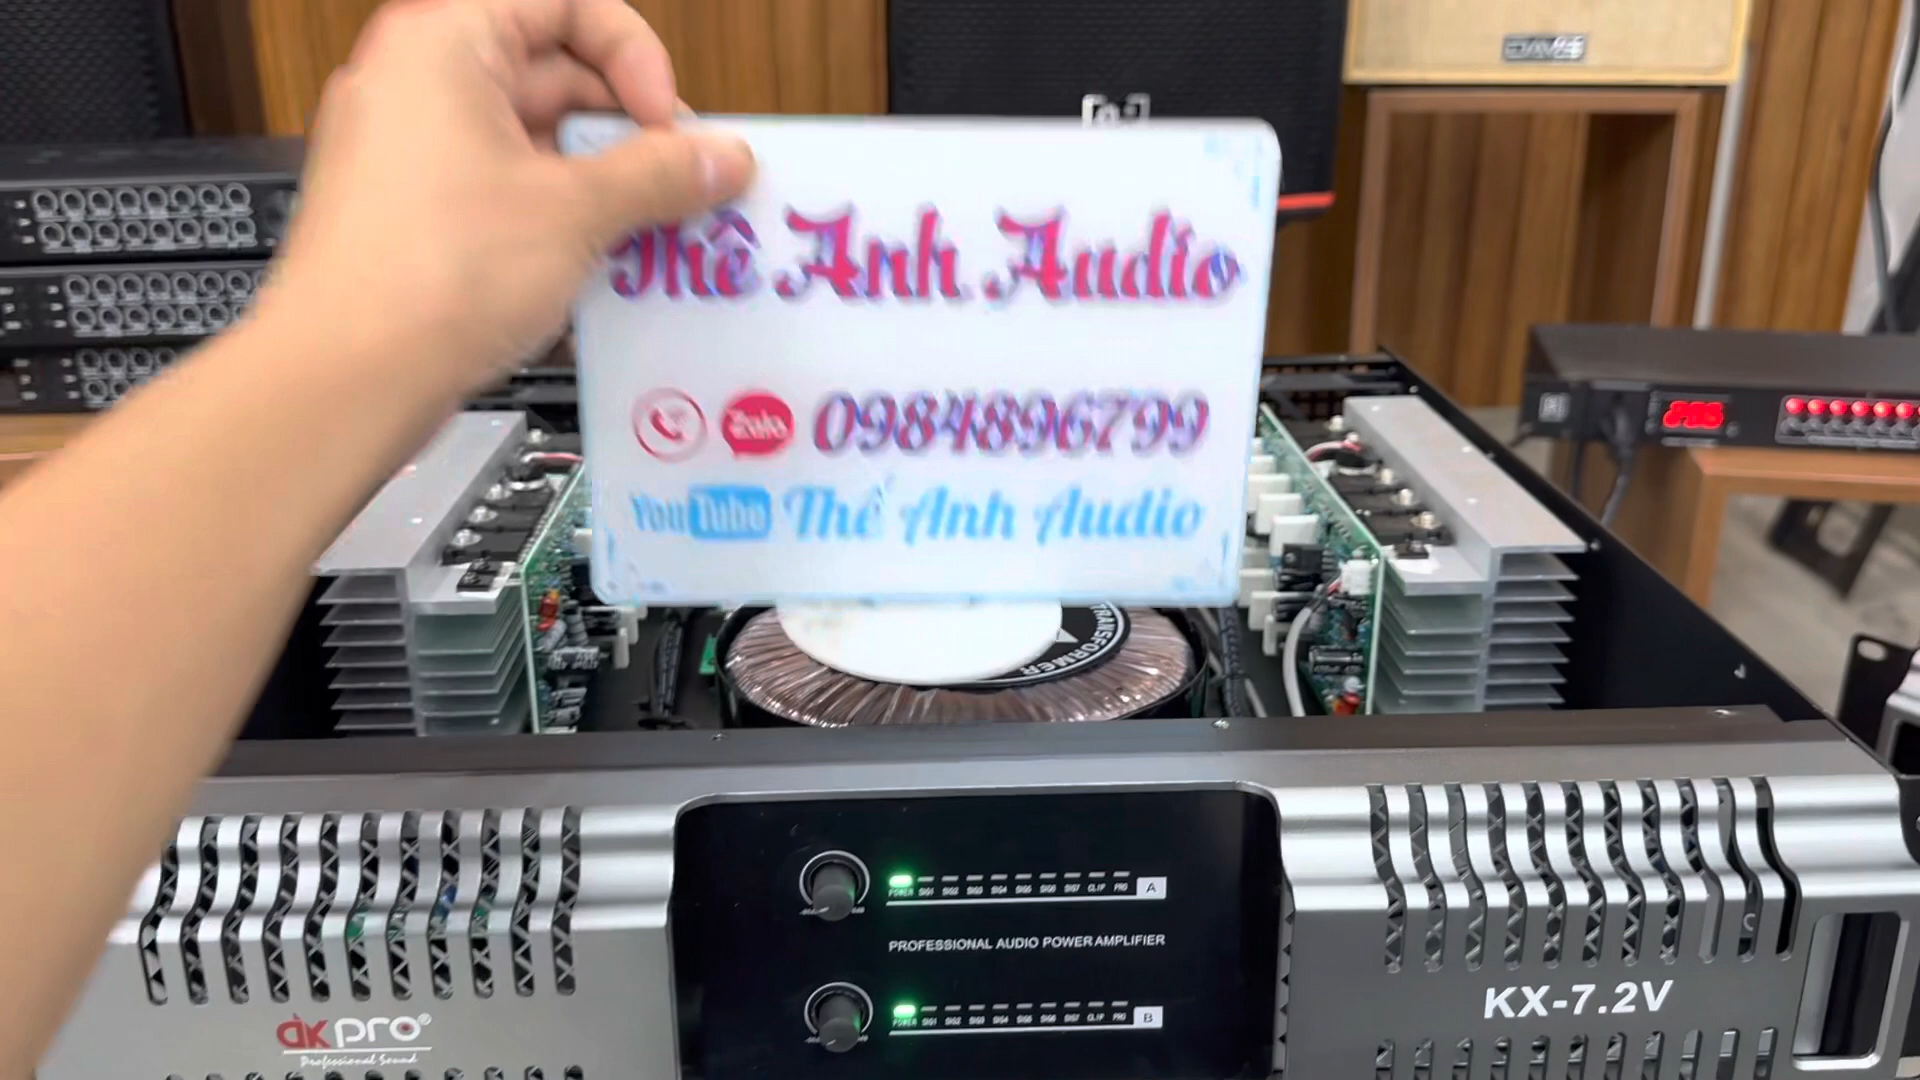 Thế Anh Audio
Zalo 0984896799
YouTube Thế Anh Audio
TRANSFORMER
POWER SIG1 SIG2 SIG3 SIG4 SIG5 SIG6 SIG7 CLIP PRO A
PROFESSIONAL AUDIO POWER AMPLIFIER
POWER SIG1 SIG2 SIG3 SIG4 SIG5 SIG6 SIG7 CLIP PRO B
dkpro®
Professional Sound
KX-7.2V